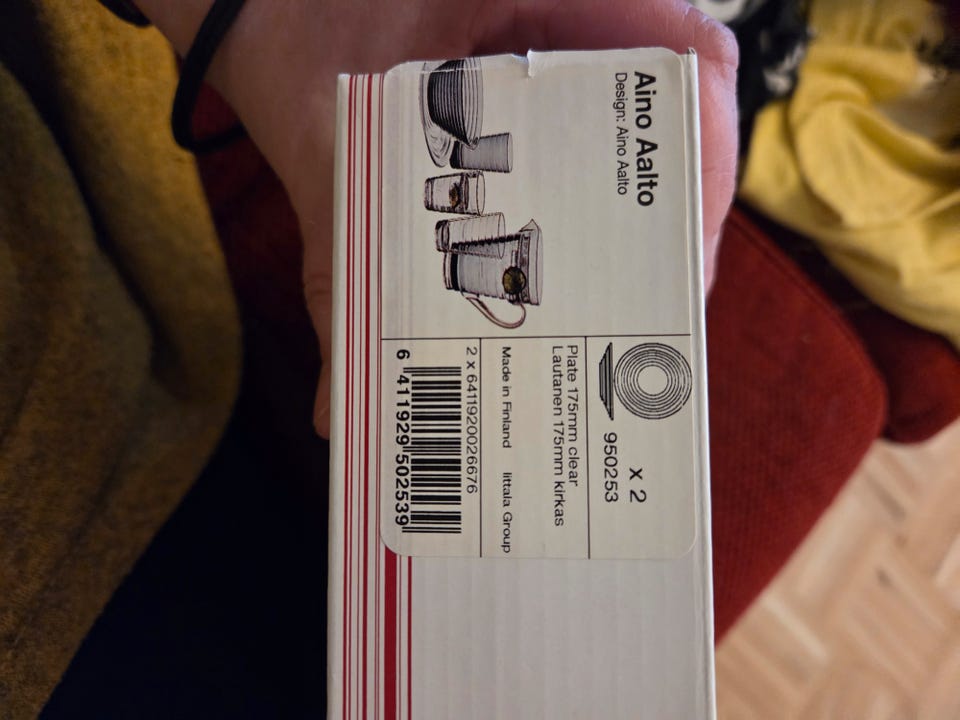 Aino Aalto
Design: Aino Aalto
x 2
950253
Plate 175mm clear
Lautanen 175mm kirkas
Made in Finland Iittala Group
2 x 6411920026676
6 411929 502539